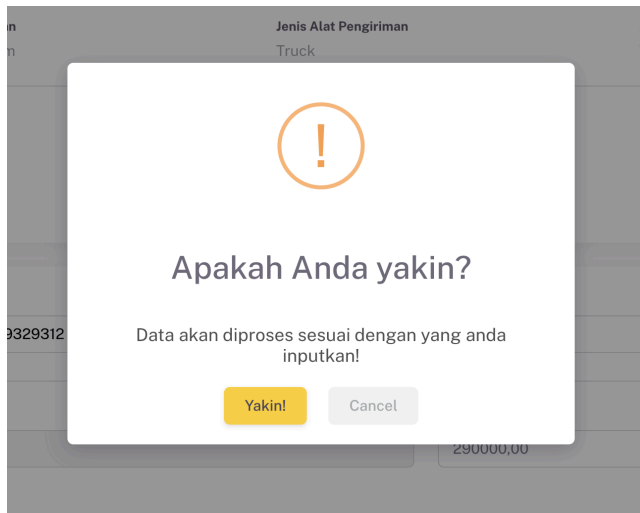 Jenis Alat Pengiriman
Truck
!
Apakah Anda yakin?
9329312
Data akan diproses sesuai dengan yang anda
inputkan!
Yakin!
Cancel
290000,00